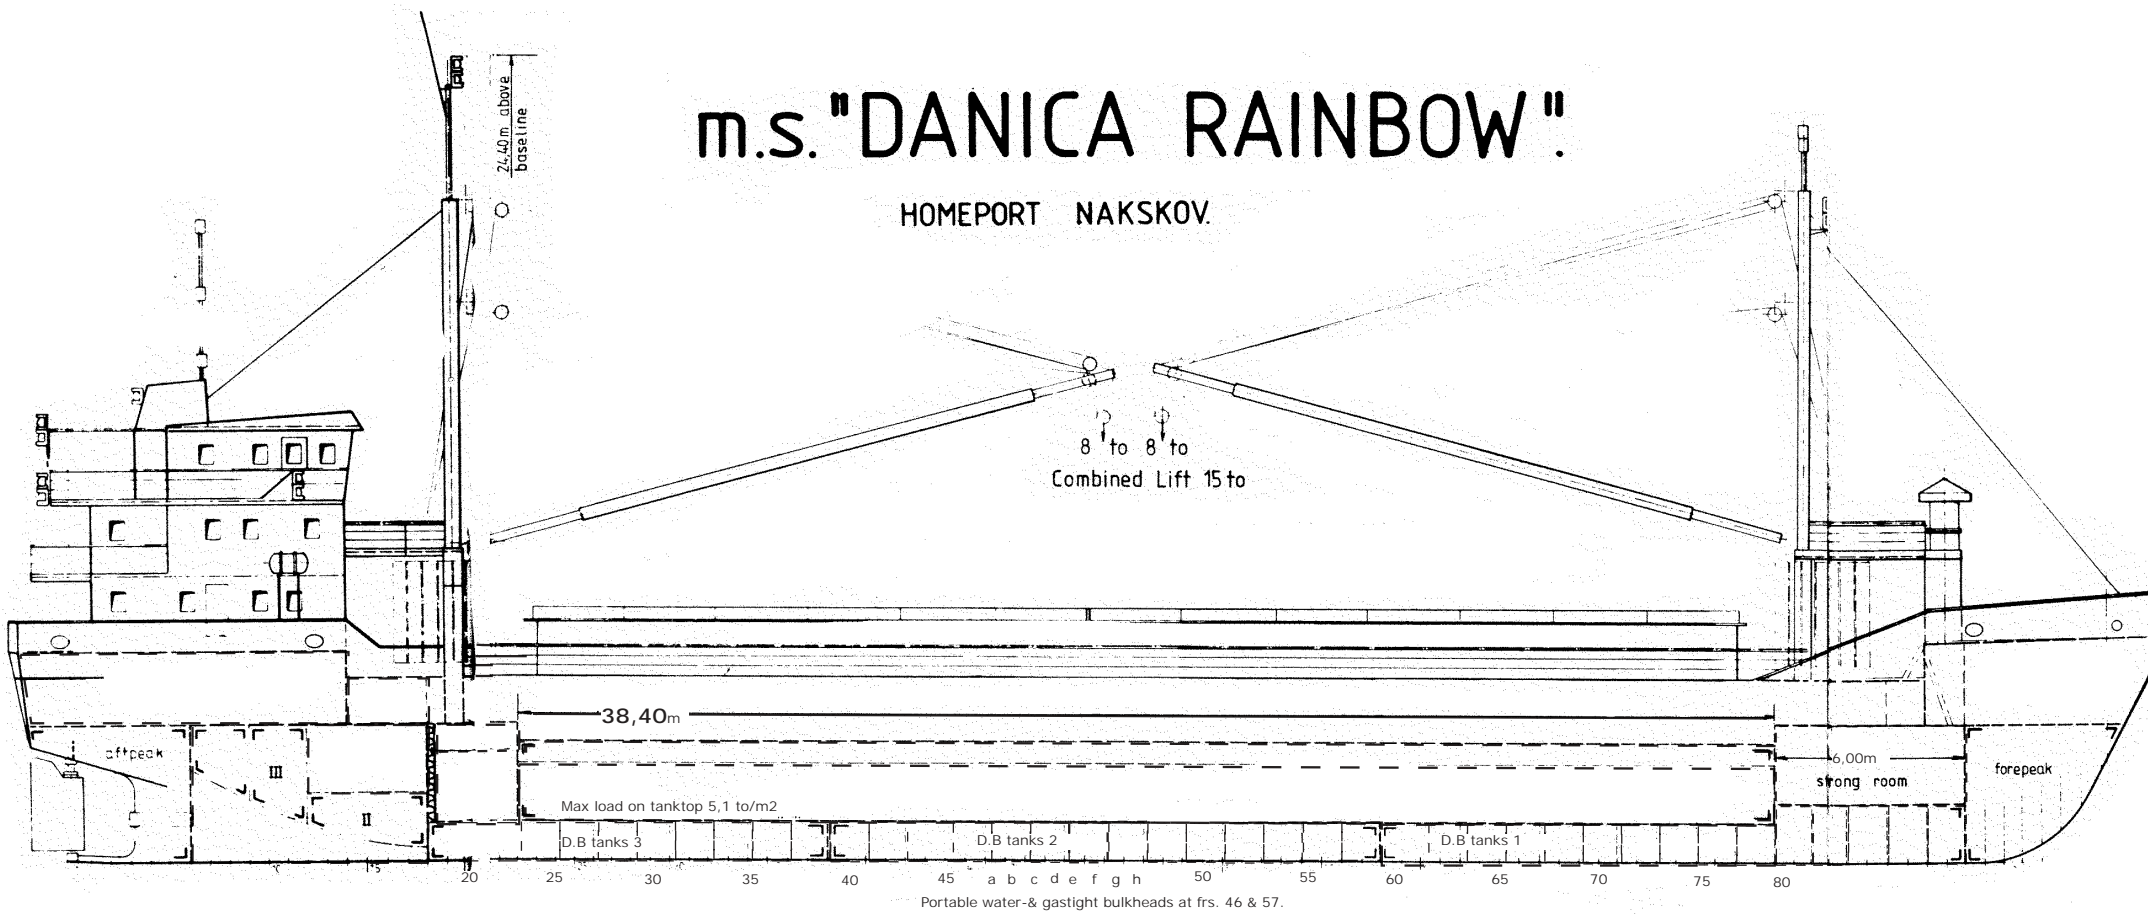 m.s. "DANICA RAINBOW".
HOMEPORT NAKSKOV.
24,40m above
baseline
8 to 8 to
Combined Lift 15 to
38,40m
6,00m
strong room
aftpeak
forepeak
III
II
Max load on tanktop 5,1 to/m2
D.B tanks 3
D.B tanks 2
D.B tanks 1
20 25 30 35 40 45 a b c d e f g h 50 55 60 65 70 75 80
Portable water-& gastight bulkheads at frs. 46 & 57.